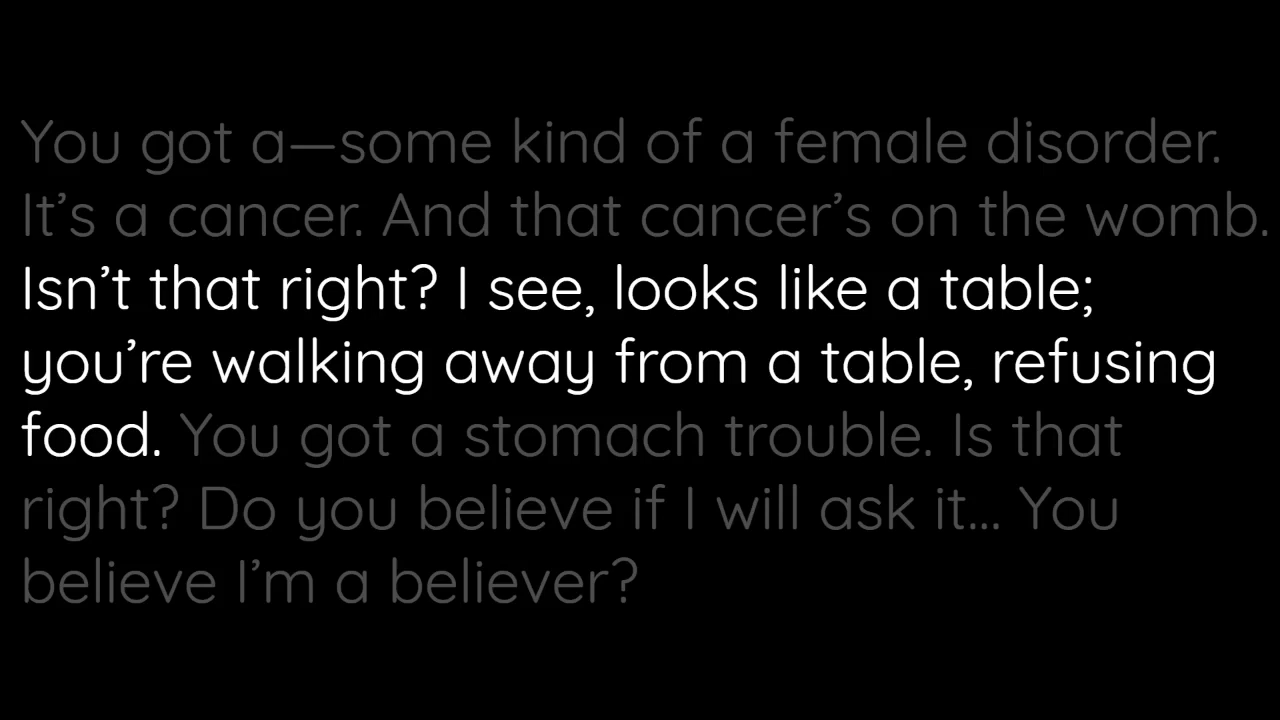 You got a—some kind of a female disorder.
It’s a cancer. And that cancer’s on the womb.
Isn’t that right? I see, looks like a table;
you’re walking away from a table, refusing
food. You got a stomach trouble. Is that
right? Do you believe if I will ask it... You
believe I’m a believer?